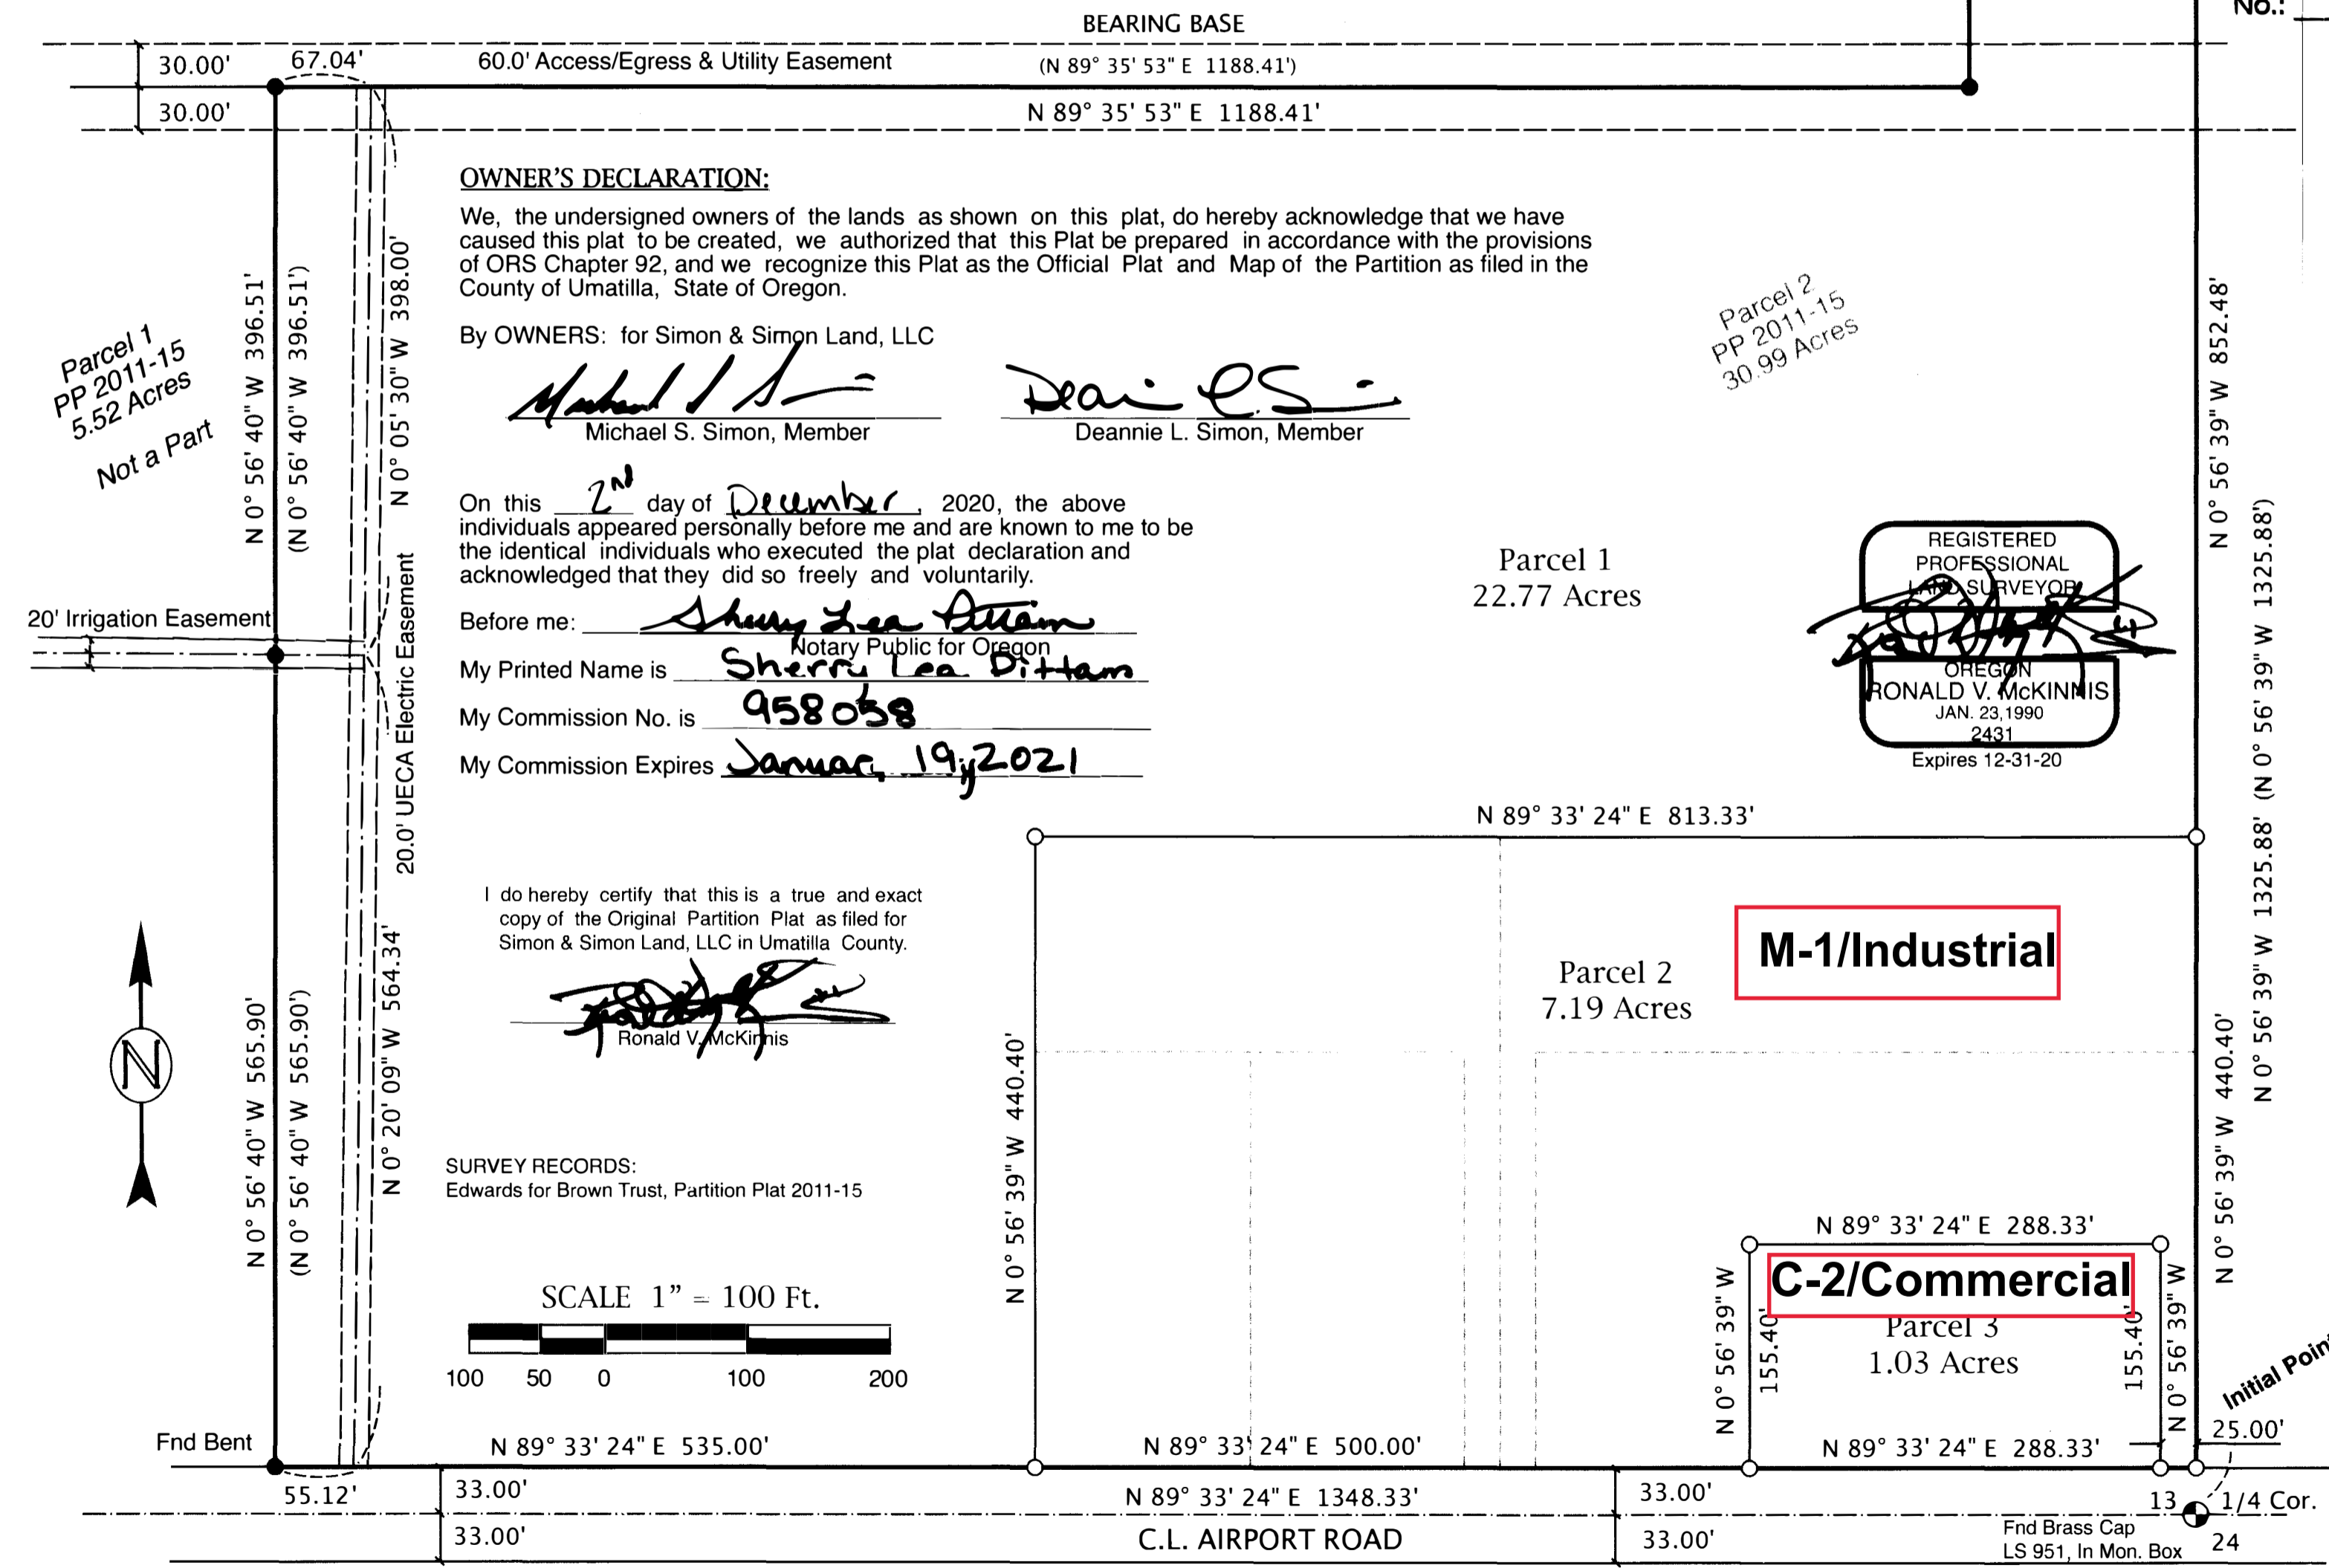 BEARING BASE
No.:
30.00'
67.04'
60.0' Access/Egress & Utility Easement
(N 89° 35' 53" E 1188.41')
30.00'
N 89° 35' 53" E 1188.41'
OWNER'S DECLARATION:
We, the undersigned owners of the lands as shown on this plat, do hereby acknowledge that we have
caused this plat to be created, we authorized that this Plat be prepared in accordance with the provisions
of ORS Chapter 92, and we recognize this Plat as the Official Plat and Map of the Partition as filed in the
County of Umatilla, State of Oregon.
By OWNERS: for Simon & Simon Land, LLC
Michael S. Simon, Member
Deannie L. Simon, Member
On this 2nd day of December, 2020, the above
individuals appeared personally before me and are known to me to be
the identical individuals who executed the plat declaration and
acknowledged that they did so freely and voluntarily.
Before me: Sherry Lea Dittam
Notary Public for Oregon
My Printed Name is Sherry Lea Dittam
My Commission No. is 958058
My Commission Expires January 19, 2021
I do hereby certify that this is a true and exact
copy of the Original Partition Plat as filed for
Simon & Simon Land, LLC in Umatilla County.
Ronald V. McKinnis
SURVEY RECORDS:
Edwards for Brown Trust, Partition Plat 2011-15
SCALE 1" = 100 Ft.
100 50 0 100 200
Parcel 1
PP 2011-15
5.52 Acres
Not a Part
N 0° 56' 40" W 396.51'
(N 0° 56' 40" W 396.51')
N 0° 05' 30" W 398.00'
20' Irrigation Easement
20.0' UECA Electric Easement
N 0° 56' 40" W 565.90'
(N 0° 56' 40" W 565.90')
N 0° 20' 09" W 564.34'
N
Parcel 2
PP 2011-15
30.99 Acres
Parcel 1
22.77 Acres
REGISTERED
PROFESSIONAL
LAND SURVEYOR
OREGON
RONALD V. McKINNIS
JAN. 23,1990
2431
Expires 12-31-20
N 0° 56' 39" W 852.48'
N 0° 56' 39" W 1325.88' (N 0° 56' 39" W 1325.88')
N 89° 33' 24" E 813.33'
M-1/Industrial
Parcel 2
7.19 Acres
N 0° 56' 39" W 440.40'
N 0° 56' 39" W 440.40'
N 89° 33' 24" E 288.33'
C-2/Commercial
Parcel 3
1.03 Acres
N 0° 56' 39" W
155.40'
155.40'
N 0° 56' 39" W
Initial Poin
25.00'
Fnd Bent
N 89° 33' 24" E 535.00'
N 89° 33' 24" E 500.00'
N 89° 33' 24" E 288.33'
55.12'
33.00'
N 89° 33' 24" E 1348.33'
33.00'
13
1/4 Cor.
33.00'
C.L. AIRPORT ROAD
33.00'
Fnd Brass Cap
LS 951, In Mon. Box
24